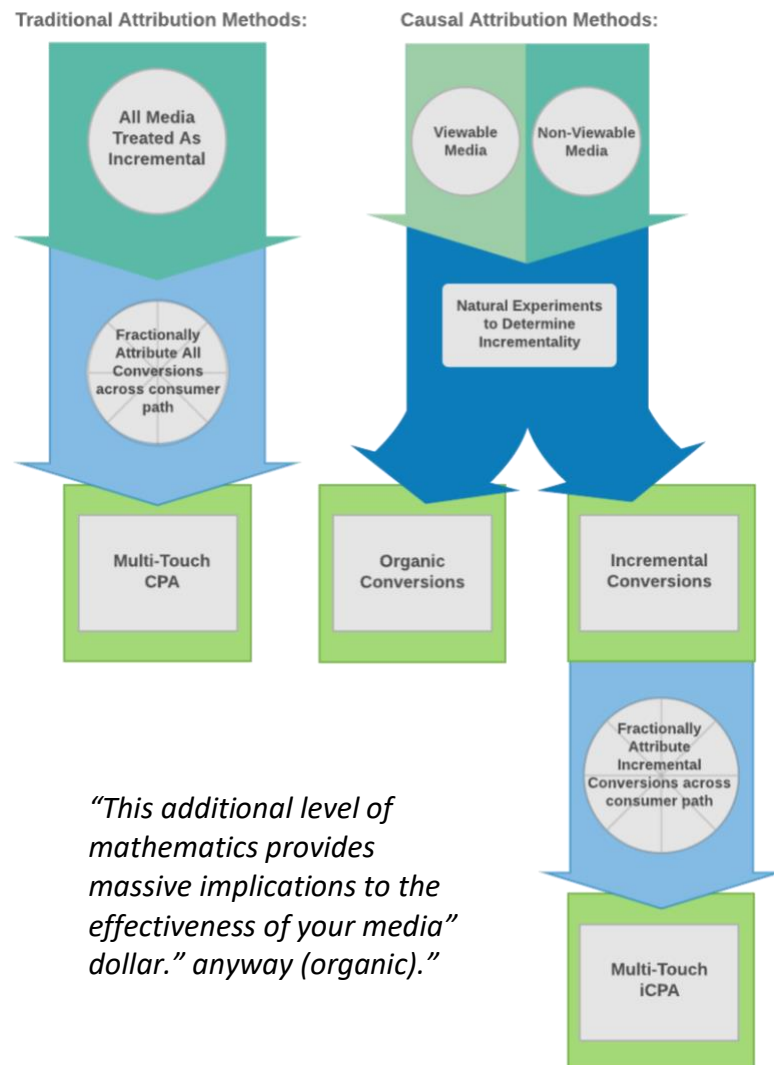 Traditional Attribution Methods:
Causal Attribution Methods:
All Media
Treated As
Incremental
Viewable
Media
Non-Viewable
Media
Natural Experiments
to Determine
Incrementality
Fractionally
Attribute All
Conversions
across consumer
path
Multi-Touch
CPA
Organic
Conversions
Incremental
Conversions
Fractionally
Attribute
Incremental
Conversions across
consumer path
“This additional level of
mathematics provides
massive implications to the
effectiveness of your media”
dollar.” anyway (organic).”
Multi-Touch
iCPA